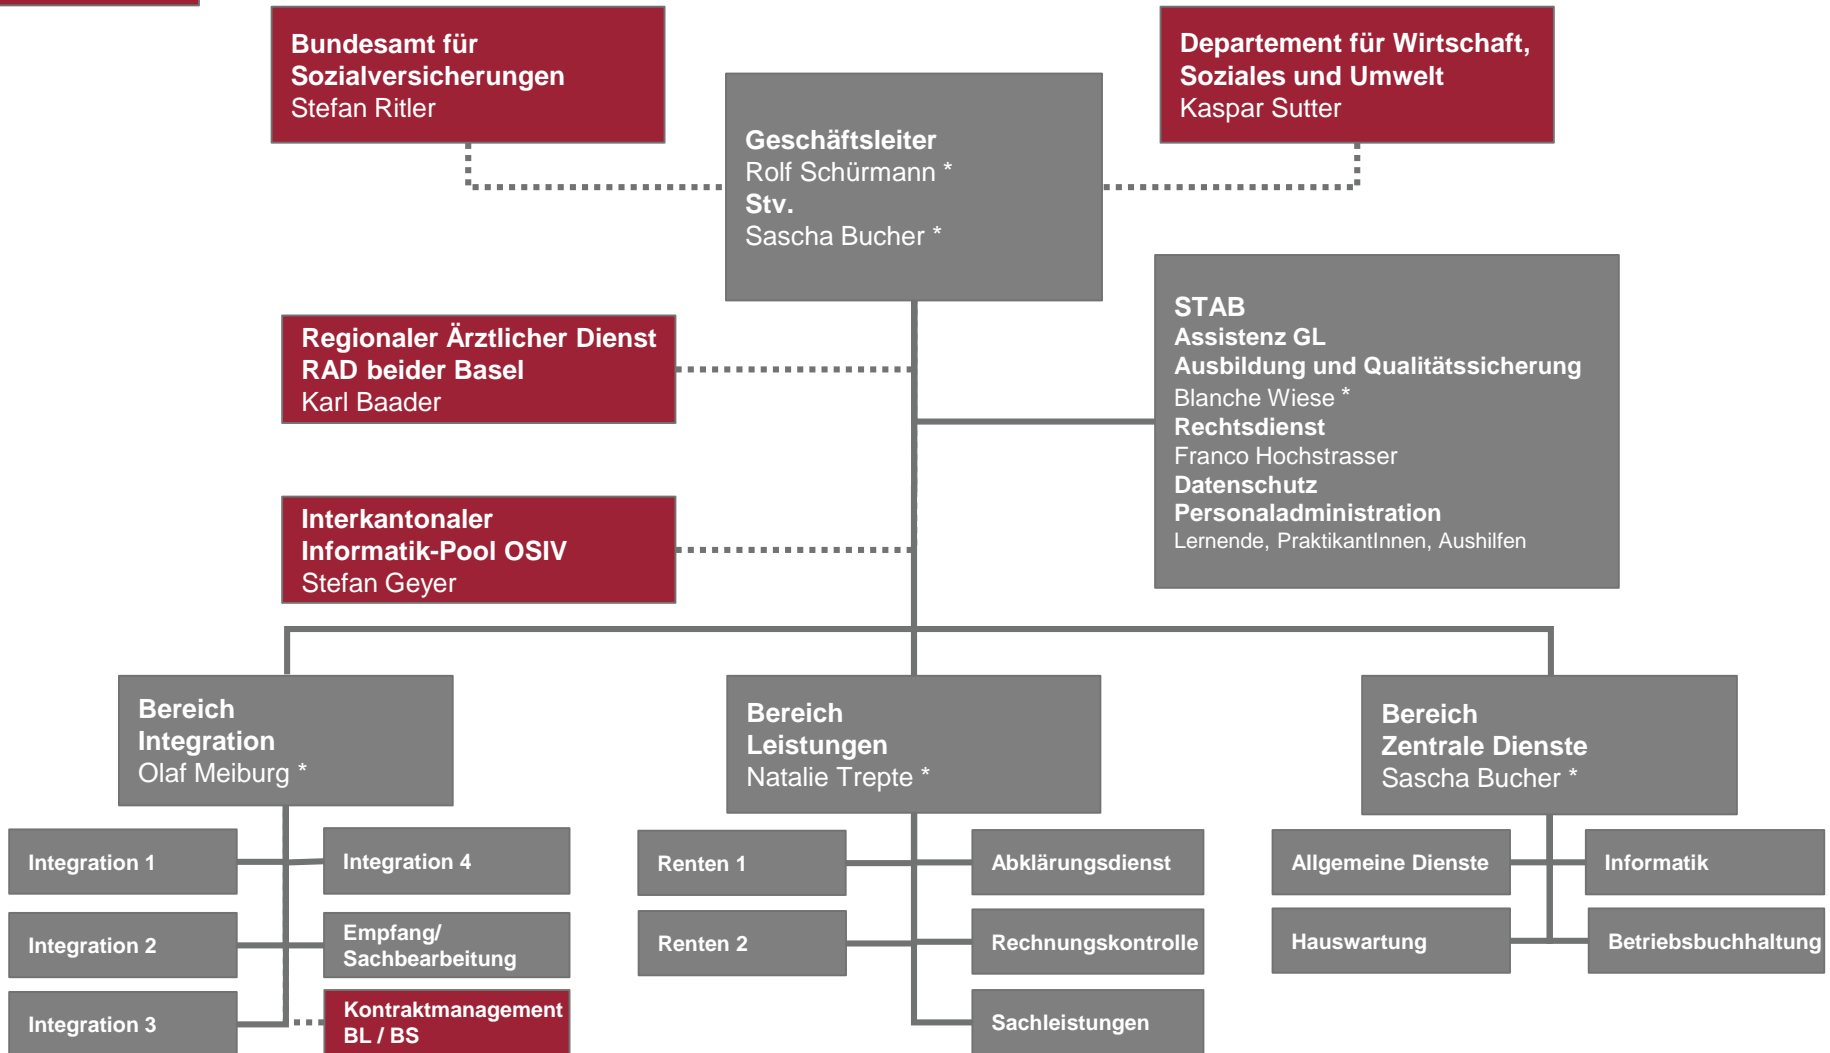 Bundesamt für
Sozialversicherungen
Stefan Ritler
Departement für Wirtschaft,
Soziales und Umwelt
Kaspar Sutter
Geschäftsleiter
Rolf Schürmann *
Stv.
Sascha Bucher *
STAB
Assistenz GL
Ausbildung und Qualitätssicherung
Blanche Wiese *
Rechtsdienst
Franco Hochstrasser
Datenschutz
Personaladministration
Lernende, PraktikantInnen, Aushilfen
Regionaler Ärztlicher Dienst
RAD beider Basel
Karl Baader
Interkantonaler
Informatik-Pool OSIV
Stefan Geyer
Bereich
Integration
Olaf Meiburg *
Integration 1
Integration 4
Integration 2
Empfang/
Sachbearbeitung
Integration 3
Kontraktmanagement
BL / BS
Bereich
Leistungen
Natalie Trepte *
Renten 1
Abklärungsdienst
Renten 2
Rechnungskontrolle
Sachleistungen
Bereich
Zentrale Dienste
Sascha Bucher *
Allgemeine Dienste
Informatik
Hauswartung
Betriebsbuchhaltung